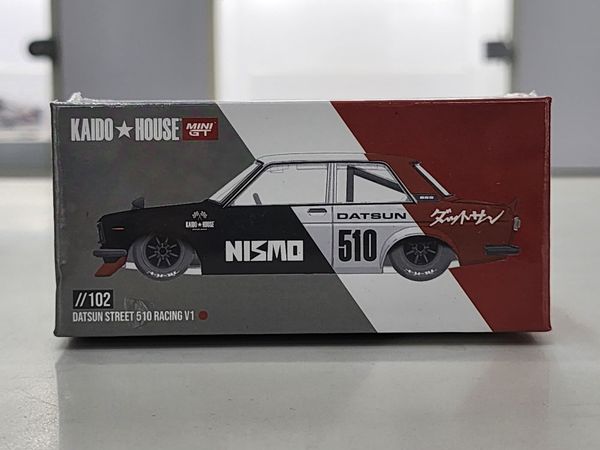 KAIDO★HOUSE MINI GT
KAIDO★HOUSE
NISMO
DATSUN
510
ダットサン
//102
DATSUN STREET 510 RACING V1